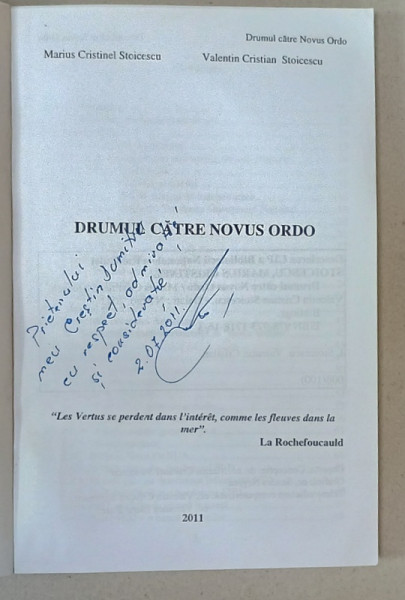 Drumul către Novus Ordo
Marius Cristinel Stoicescu Valentin Cristian Stoicescu
DRUMUL CĂTRE NOVUS ORDO
Prietenului
meu Creștin Dumitru
cu respect, admirație
și considerație!
2.07.2011
"Les Vertus se perdent dans l'intérêt, comme les fleuves dans la
mer".
La Rochefoucauld
2011